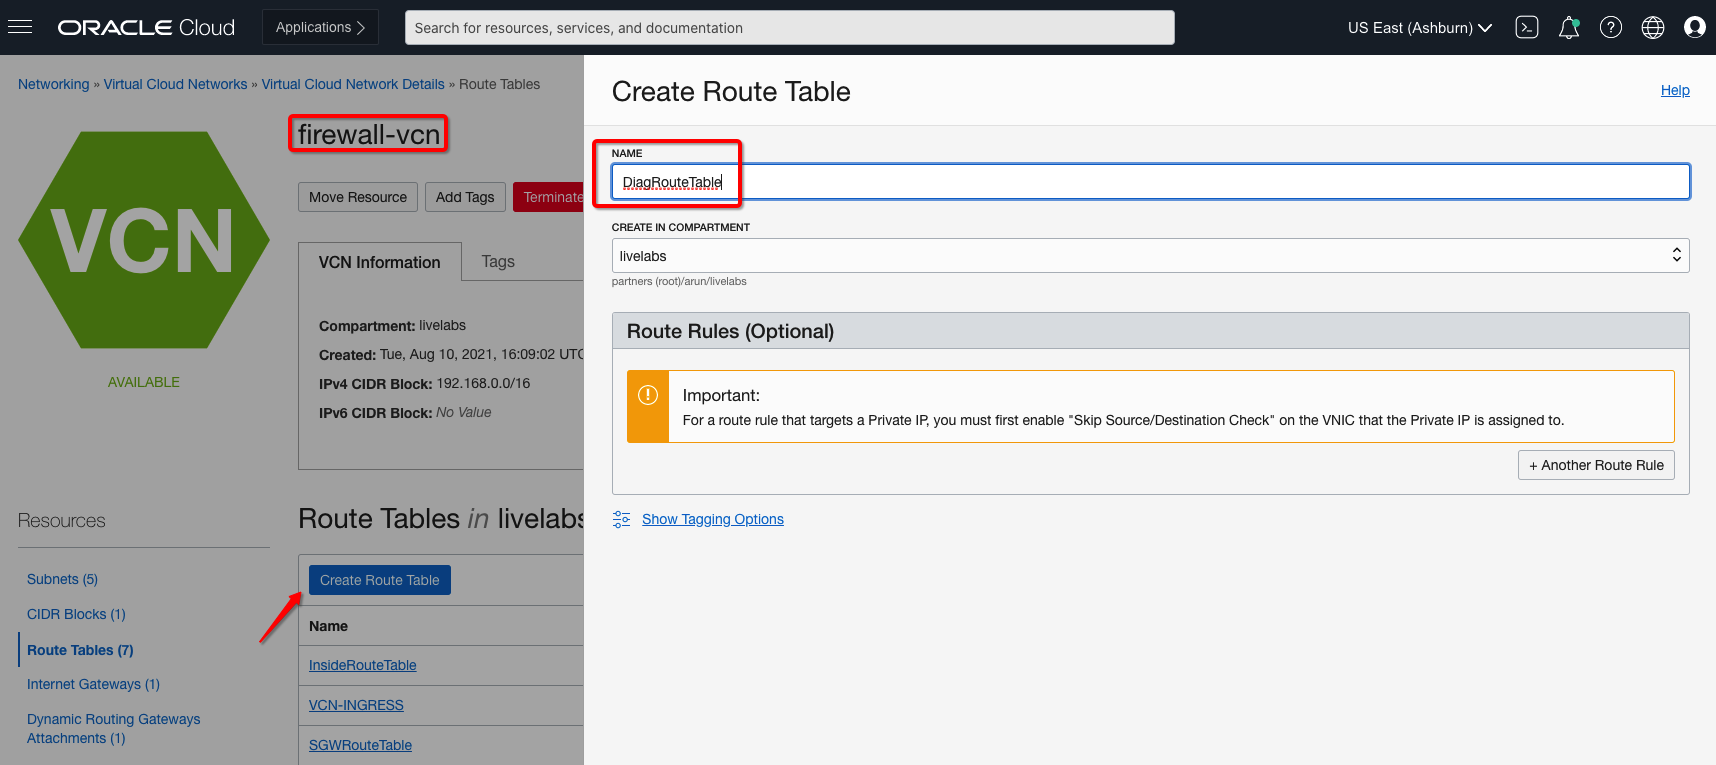 ORACLE Cloud
Applications
Search for resources, services, and documentation
US East (Ashburn)
Networking » Virtual Cloud Networks » Virtual Cloud Network Details » Route Tables
VCN
AVAILABLE
firewall-vcn
Move Resource
Add Tags
Terminate
VCN Information
Tags
Compartment: livelabs
Created: Tue, Aug 10, 2021, 16:09:02 UTC
IPv4 CIDR Block: 192.168.0.0/16
IPv6 CIDR Block: No Value
Resources
Subnets (5)
CIDR Blocks (1)
Route Tables (7)
Internet Gateways (1)
Dynamic Routing Gateways
Attachments (1)
Route Tables in livelabs
Create Route Table
Name
InsideRouteTable
VCN-INGRESS
SGWRouteTable
Create Route Table
Help
NAME
DiagRouteTable
CREATE IN COMPARTMENT
livelabs
partners (root)/arun/livelabs
Route Rules (Optional)
Important:
For a route rule that targets a Private IP, you must first enable "Skip Source/Destination Check" on the VNIC that the Private IP is assigned to.
+ Another Route Rule
Show Tagging Options